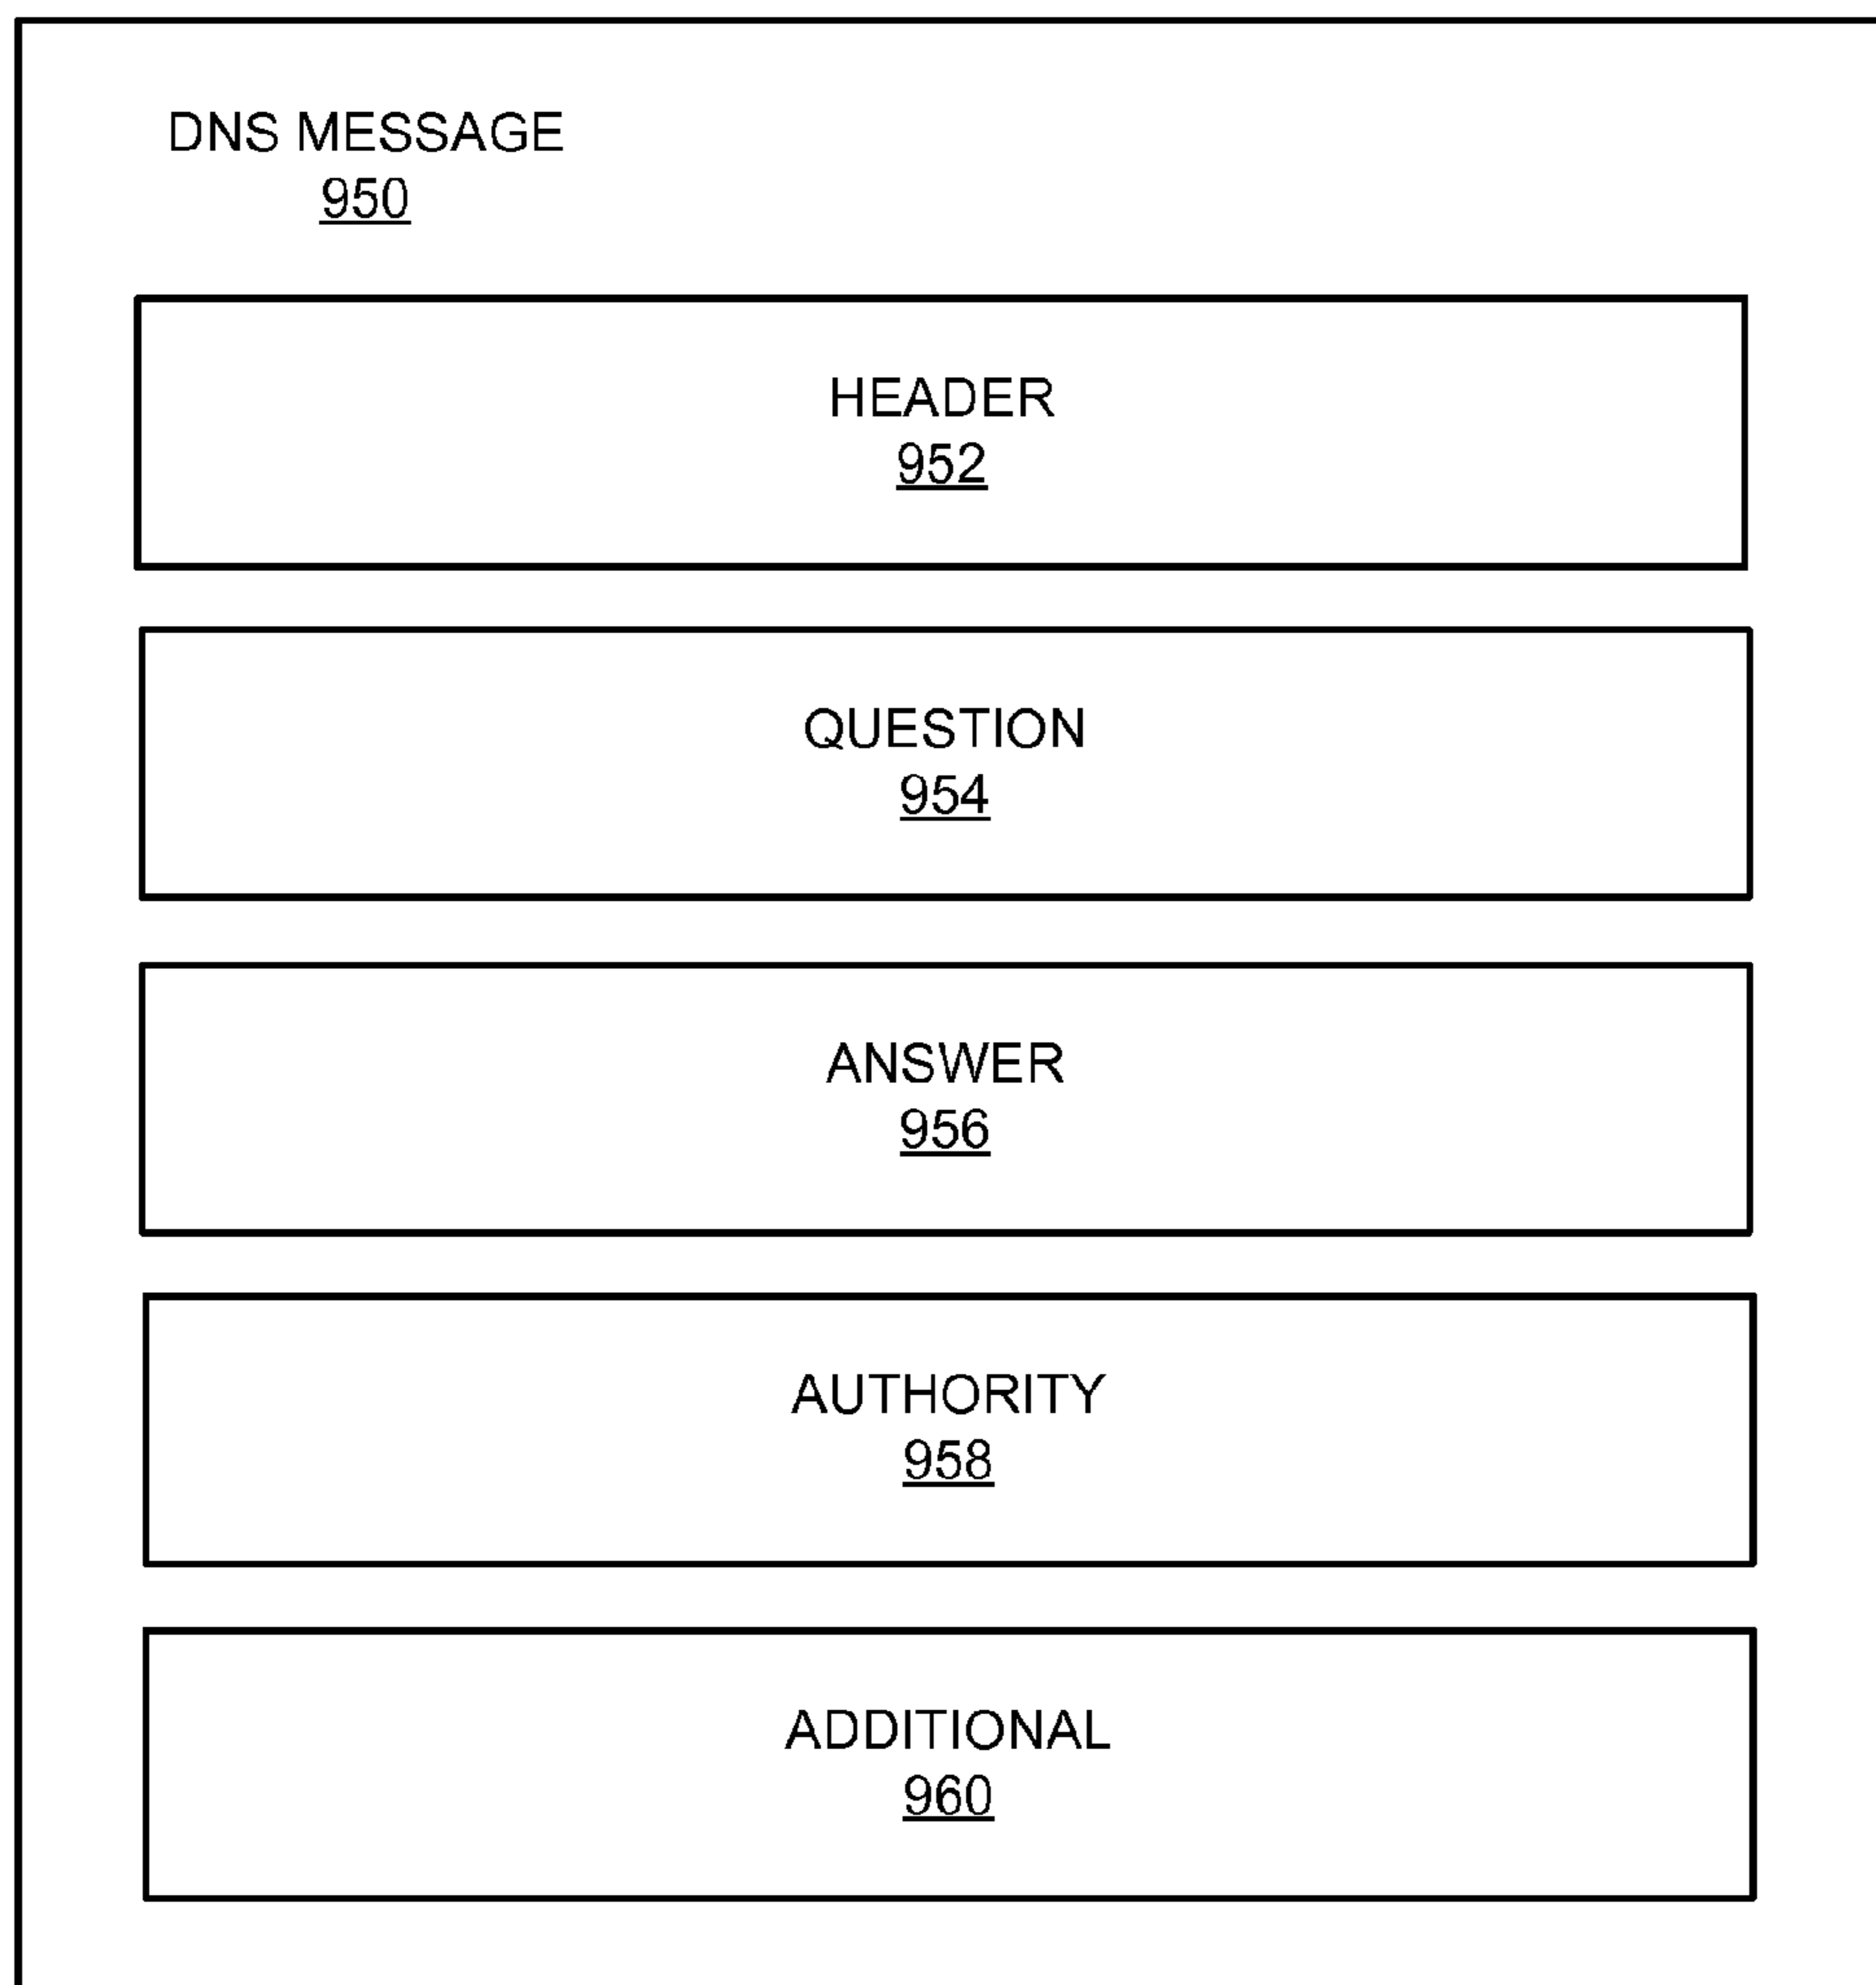 DNS MESSAGE
950
HEADER
952
QUESTION
954
ANSWER
956
AUTHORITY
958
ADDITIONAL
960